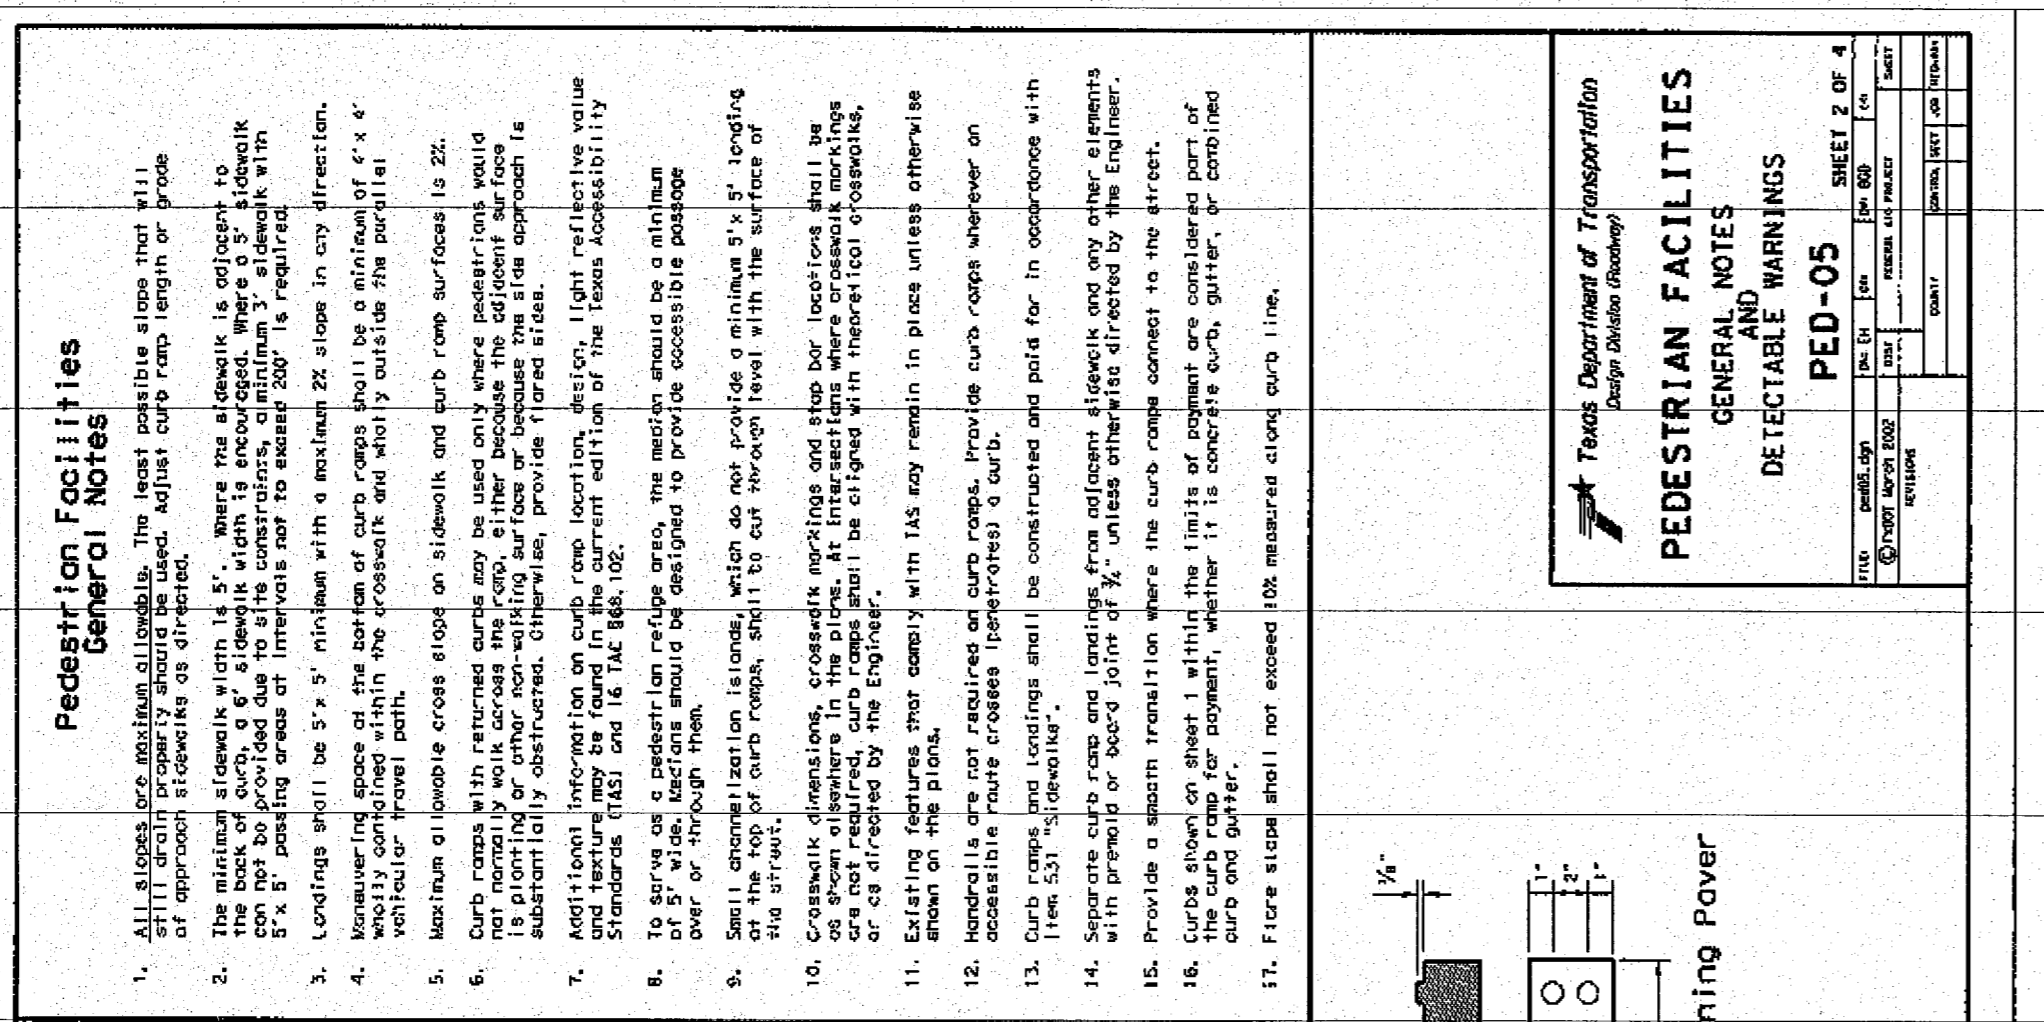 Pedestrian Facilities
General Notes
1. All slopes are maximum allowable. The least possible slope that will
still drain properly should be used. Adjust curb ramp length or grade
of approach sidewalks as directed.
2. The minimum sidewalk width is 5'. Where the sidewalk is adjacent to
the back of curb, a 6' sidewalk width is encouraged. Where a 5' sidewalk
can not be provided due to site constraints, a minimum 3' sidewalk with
5'x 5' passing areas at intervals not to exceed 200' is required.
3. Landings shall be 5'x 5' minimum with a maximum 2% slope in any direction.
4. Maneuvering space at the bottom of curb ramps shall be a minimum of 4' x 4'
wholly contained within the crosswalk and wholly outside the parallel
vehicular travel path.
5. Maximum allowable cross slope on sidewalk and curb ramp surfaces is 2%.
6. Curb ramps with returned curbs may be used only where pedestrians would
not normally walk across the ramp, either because the adjacent surface
is planting or other non-walking surface or because the side approach is
substantially obstructed. Otherwise, provide flared sides.
7. Additional information on curb ramp location, design, light reflective value
and texture may be found in the current edition of the Texas Accessibility
Standards (TAS) and 16 TAC §68.102.
8. To serve as a pedestrian refuge area, the median should be a minimum
of 5' wide. Medians should be designed to provide accessible passage
over or through them.
9. Small channelization islands, which do not provide a minimum 5'x 5' landing
at the top of curb ramps, shall to cut through level with the surface of
the street.
10. Crosswalk dimensions, crosswalk markings and stop bar locations shall be
as shown elsewhere in the plans. At intersections where crosswalk markings
are not required, curb ramps shall be aligned with theoretical crosswalks,
or as directed by the Engineer.
11. Existing features that comply with TAS may remain in place unless otherwise
shown on the plans.
12. Handrails are not required on curb ramps. Provide curb ramps wherever an
accessible route crosses (penetrates) a curb.
13. Curb ramps and landings shall be constructed and paid for in accordance with
Item 531 "Sidewalks".
14. Separate curb ramp and landings from adjacent sidewalk and any other elements
with premold or board joint of ¾" unless otherwise directed by the Engineer.
15. Provide a smooth transition where the curb ramps connect to the street.
16. Curbs shown on sheet 1 within the limits of payment are considered part of
the curb ramp for payment, whether it is concrete curb, gutter, or combined
curb and gutter.
17. Flare slope shall not exceed 10% measured along curb line.
⅛"
1" 2" 1"
ning Paver
Texas Department of Transportation
Design Division (Roadway)
PEDESTRIAN FACILITIES
GENERAL NOTES
AND
DETECTABLE WARNINGS
PED-05
SHEET 2 OF 4
FILE: ped05.dgn DN: EH CK: DW: BGD CK:
© TxDOT March 2002 DIST FEDERAL AID PROJECT SHEET
REVISIONS
COUNTY CONTROL SECT JOB HIGHWAY